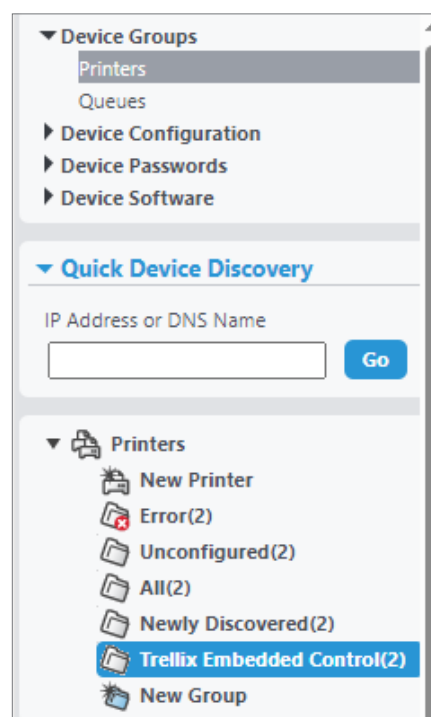 Device Groups
Printers
Queues
Device Configuration
Device Passwords
Device Software
Quick Device Discovery
IP Address or DNS Name
Go
Printers
New Printer
Error(2)
Unconfigured(2)
All(2)
Newly Discovered(2)
Trellix Embedded Control(2)
New Group